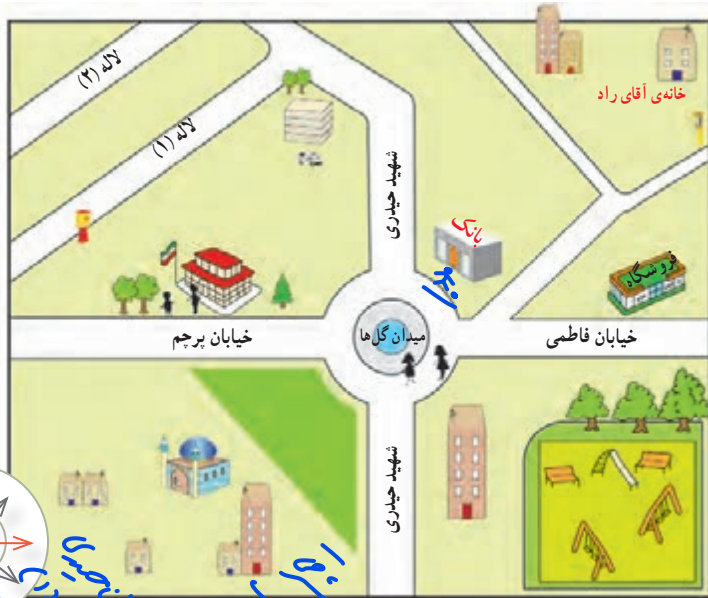 لاله (۲)
خانه‌ی آقای راد
لاله (۱)
شهید حیدری
بانک
فروشگاه
خیابان پرچم
میدان گل‌ها
خیابان فاطمی
شهید حیدری